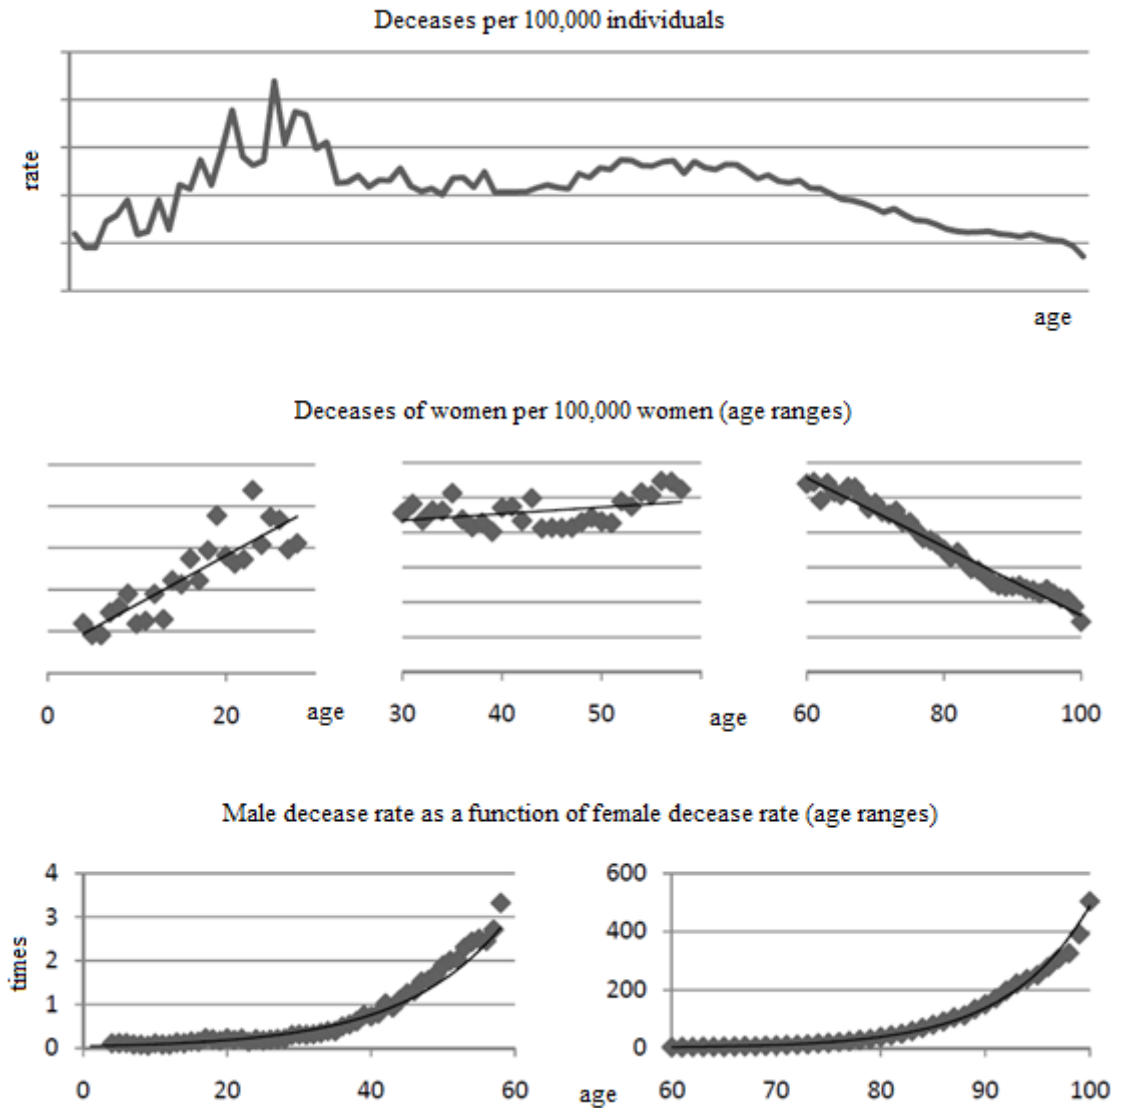 Deceases per 100,000 individuals
rate
age
Deceases of women per 100,000 women (age ranges)
0 20 age 30 40 50 age 60 80 100
Male decease rate as a function of female decease rate (age ranges)
4 600
3
400
2
times
200
1
0 0
0 20 40 60 age 60 70 80 90 100